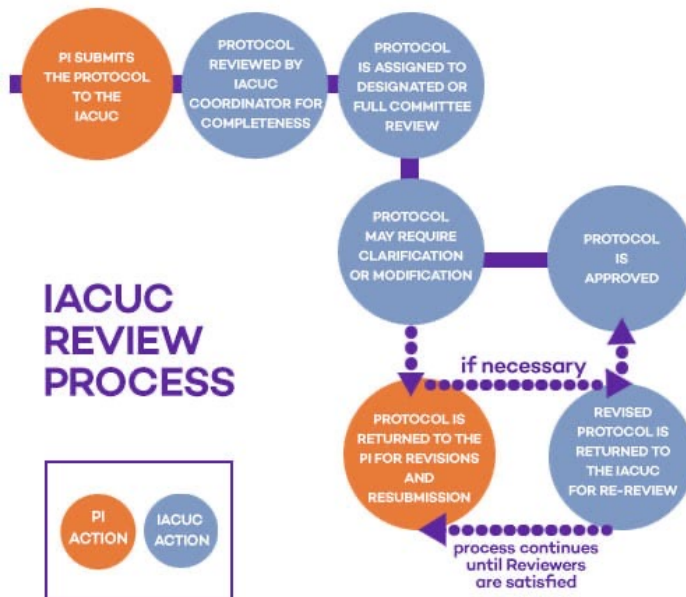 PI SUBMITS
THE PROTOCOL
TO THE
IACUC
PROTOCOL
REVIEWED BY
IACUC
COORDINATOR FOR
COMPLETENESS
PROTOCOL
IS ASSIGNED TO
DESIGNATED OR
FULL COMMITTEE
REVIEW
PROTOCOL
MAY REQUIRE
CLARIFICATION
OR MODIFICATION
PROTOCOL
IS
APPROVED
IACUC
REVIEW
PROCESS
if necessary
PROTOCOL IS
RETURNED TO THE
PI FOR REVISIONS
AND
RESUBMISSION
REVISED
PROTOCOL IS
RETURNED TO
THE IACUC
FOR RE-REVIEW
process continues
until Reviewers
are satisfied
PI
ACTION
IACUC
ACTION